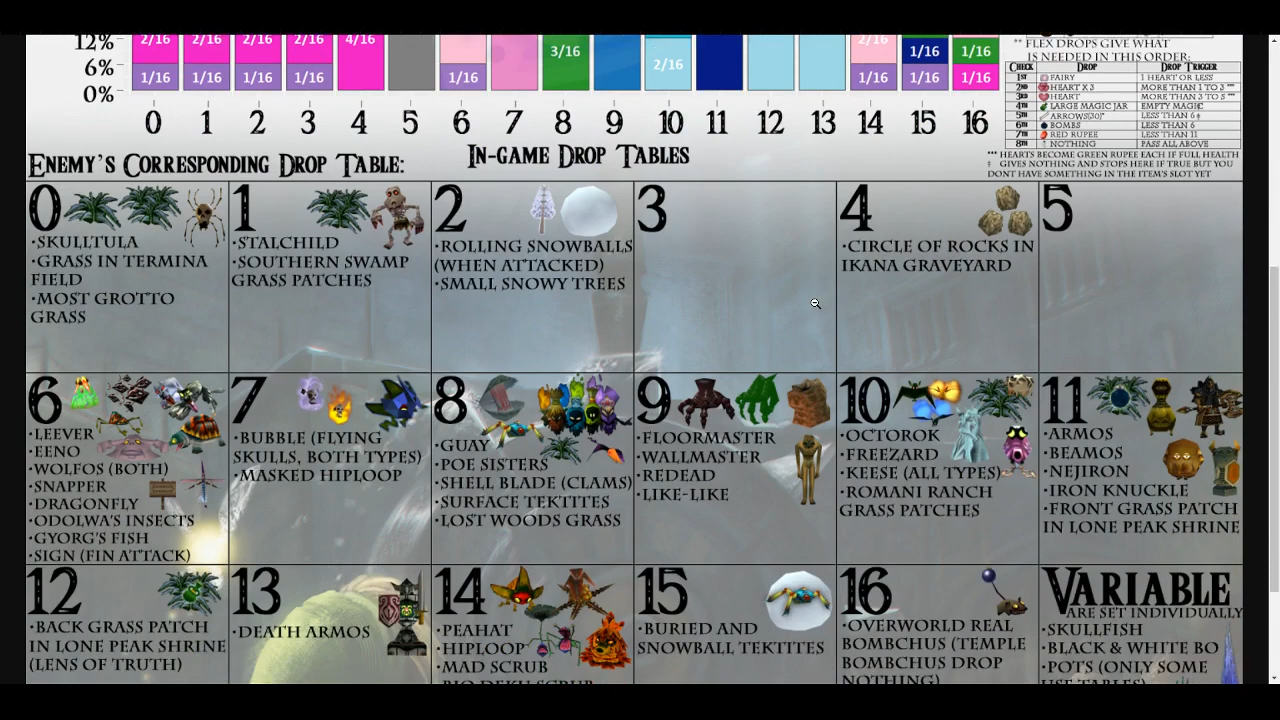 12%
2/16 2/16 2/16 2/16 4/16 2/16
6%
1/16 1/16 1/16 1/16 1/16 3/16 2/16 1/16 1/16 1/16
1/16 1/16
0%
0 1 2 3 4 5 6 7 8 9 10 11 12 13 14 15 16
In-game Drop Tables
** FLEX DROPS GIVE WHAT
IS NEEDED IN THIS ORDER:
CHECK DROP DROP TRIGGER
1ST FAIRY 1 HEART OR LESS
2ND HEART X 3 MORE THAN 1 TO 3 ***
3RD HEART MORE THAN 3 TO 5 ***
4TH LARGE MAGIC JAR EMPTY MAGIC
5TH ARROWS(30)* LESS THAN 6 ‡
6TH BOMBS LESS THAN 6
7TH RED RUPEE LESS THAN 11
8TH NOTHING PASS ALL ABOVE
*** HEARTS BECOME GREEN RUPEE EACH IF FULL HEALTH
‡ GIVES NOTHING AND STOPS HERE IF TRUE BUT YOU
DONT HAVE SOMETHING IN THE ITEM'S SLOT YET
Enemy's Corresponding Drop Table:
0
·SKULLTULA
·GRASS IN TERMINA
FIELD
·MOST GROTTO
GRASS
1
·STALCHILD
·SOUTHERN SWAMP
GRASS PATCHES
2
·ROLLING SNOWBALLS
(WHEN ATTACKED)
·SMALL SNOWY TREES
3
4
·CIRCLE OF ROCKS IN
IKANA GRAVEYARD
5
6
·LEEVER
·EENO
·WOLFOS (BOTH)
·SNAPPER
·DRAGONFLY
·ODOLWA'S INSECTS
·GYORG'S FISH
·SIGN (FIN ATTACK)
7
·BUBBLE (FLYING
SKULLS, BOTH TYPES)
·MASKED HIPLOOP
8
·GUAY
·POE SISTERS
·SHELL BLADE (CLAMS)
·SURFACE TEKTITES
·LOST WOODS GRASS
9
·FLOORMASTER
·WALLMASTER
·REDEAD
·LIKE-LIKE
10
·OCTOROK
·FREEZARD
·KEESE (ALL TYPES)
·ROMANI RANCH
GRASS PATCHES
11
·ARMOS
·BEAMOS
·NEJIRON
·IRON KNUCKLE
·FRONT GRASS PATCH
IN LONE PEAK SHRINE
12
·BACK GRASS PATCH
IN LONE PEAK SHRINE
(LENS OF TRUTH)
13
·DEATH ARMOS
14
·PEAHAT
·HIPLOOP
·MAD SCRUB
·BIO DEKU SCRUB
15
·BURIED AND
SNOWBALL TEKTITES
16
·OVERWORLD REAL
BOMBCHUS (TEMPLE
BOMBCHUS DROP
NOTHING)
Variable
ARE SET INDIVIDUALLY
·SKULLFISH
·BLACK & WHITE BO
·POTS (ONLY SOME
USE TABLES)